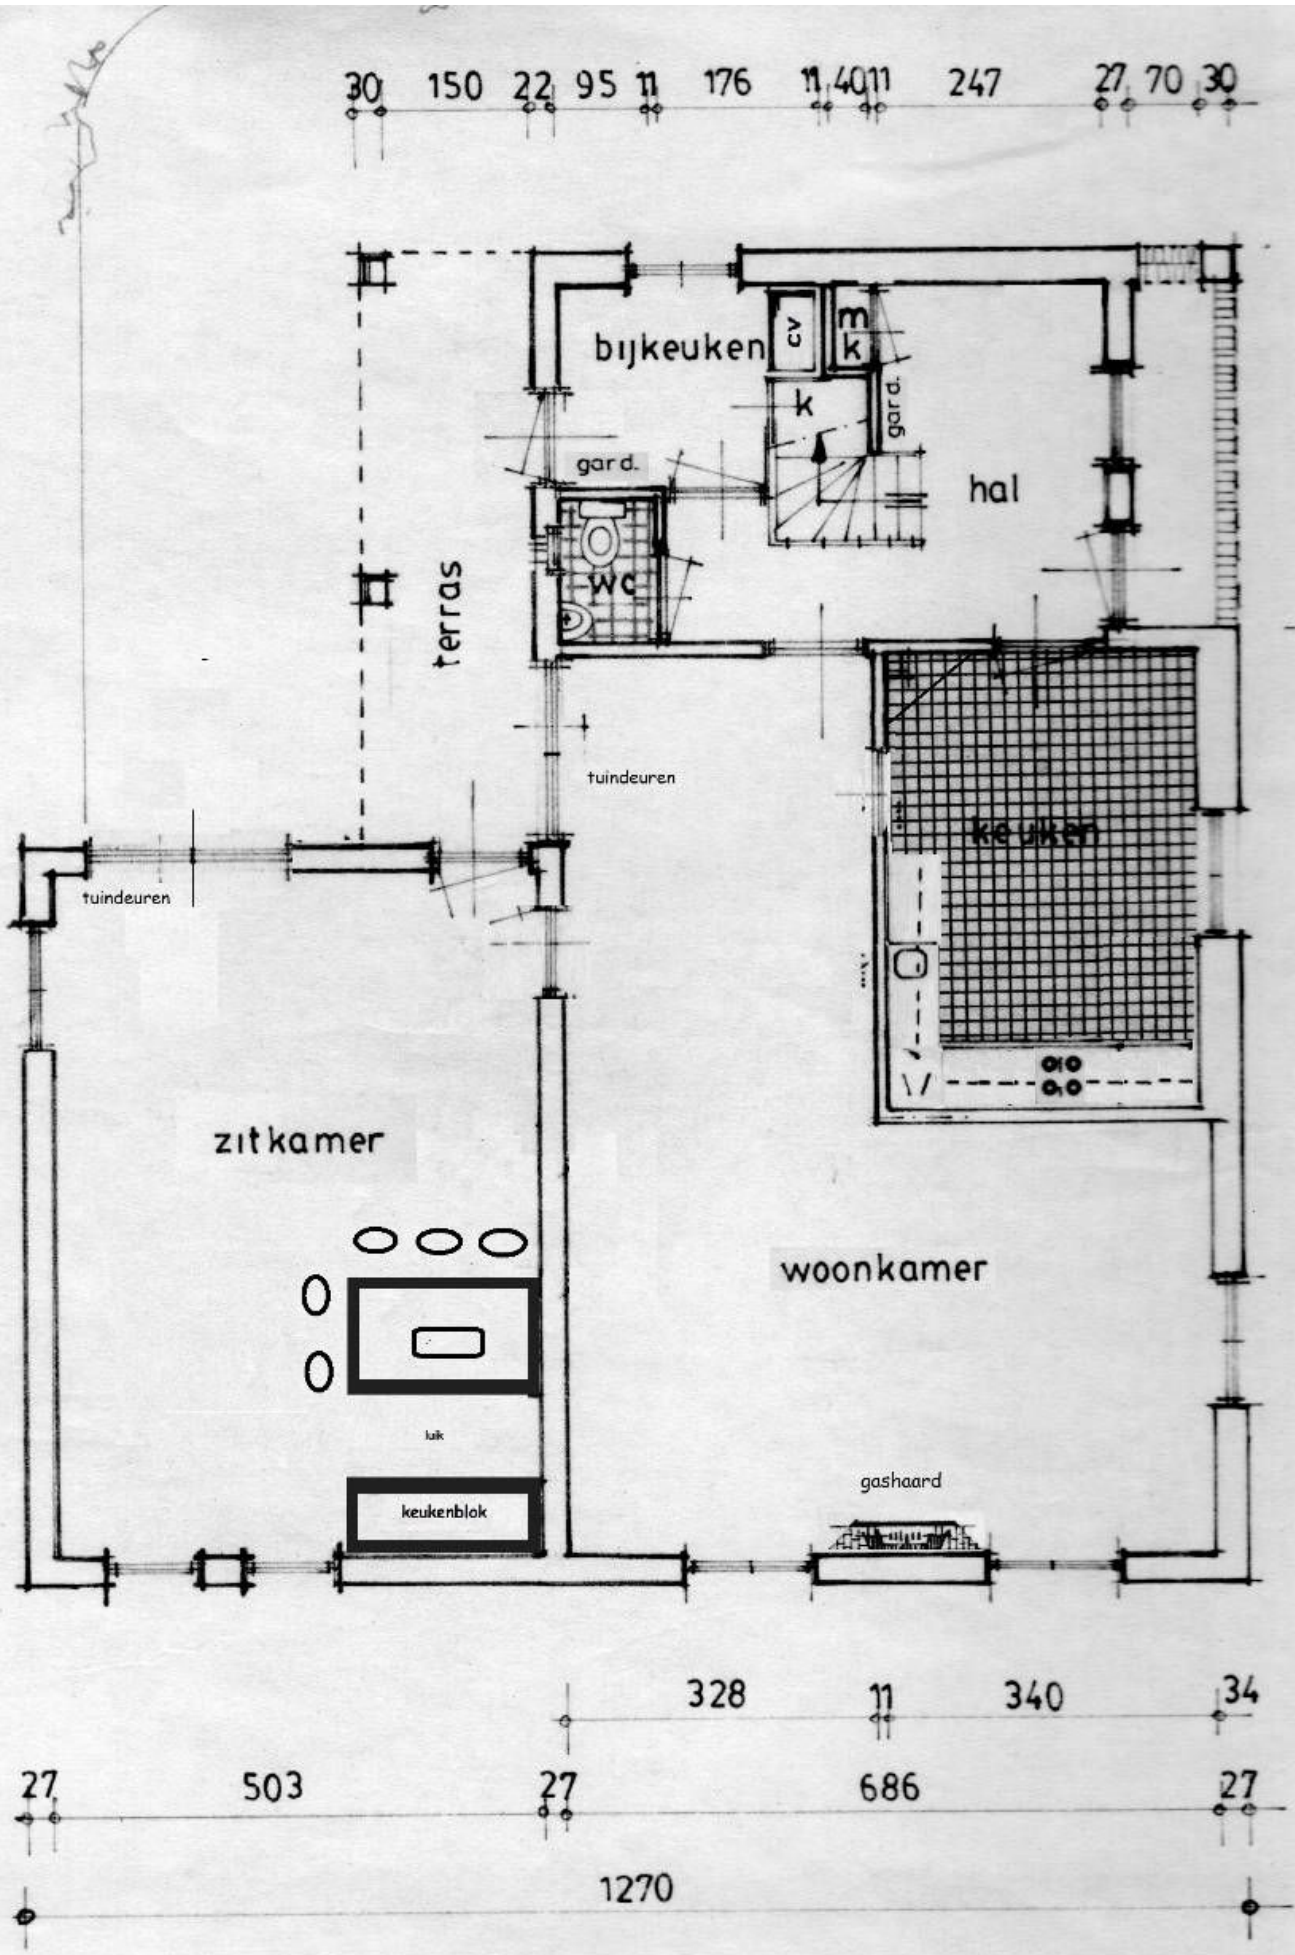 30 150 22 95 11 176 11 40 11 247 27 70 30
bijkeuken
cv
m
k
k
gard.
gard.
hal
wc
terras
tuindeuren
keuken
tuindeuren
zitkamer
woonkamer
luik
gashaard
keukenblok
328 11 340 34
27 503 27 686 27
1270